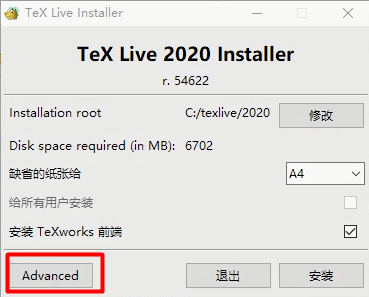 TeX Live Installer
TeX Live 2020 Installer
r. 54622
Installation root C:/texlive/2020 修改
Disk space required (in MB): 6702
缺省的纸张给 A4
给所有用户安装
安装 TeXworks 前端
Advanced 退出 安装